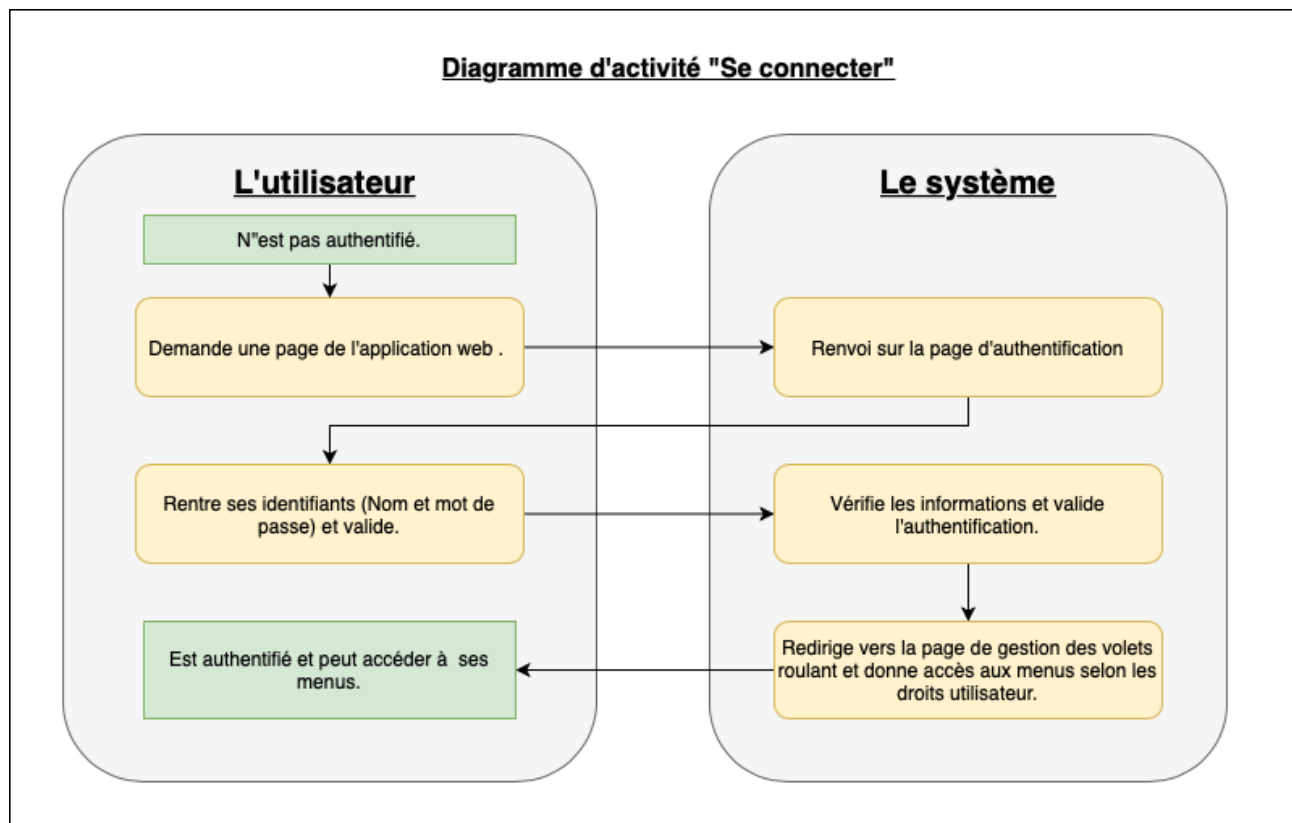 Diagramme d'activité "Se connecter"
L'utilisateur
Le système
N"est pas authentifié.
Demande une page de l'application web .
Renvoi sur la page d'authentification
Rentre ses identifiants (Nom et mot de
passe) et valide.
Vérifie les informations et valide
l'authentification.
Redirige vers la page de gestion des volets
roulant et donne accès aux menus selon les
droits utilisateur.
Est authentifié et peut accéder à  ses
menus.